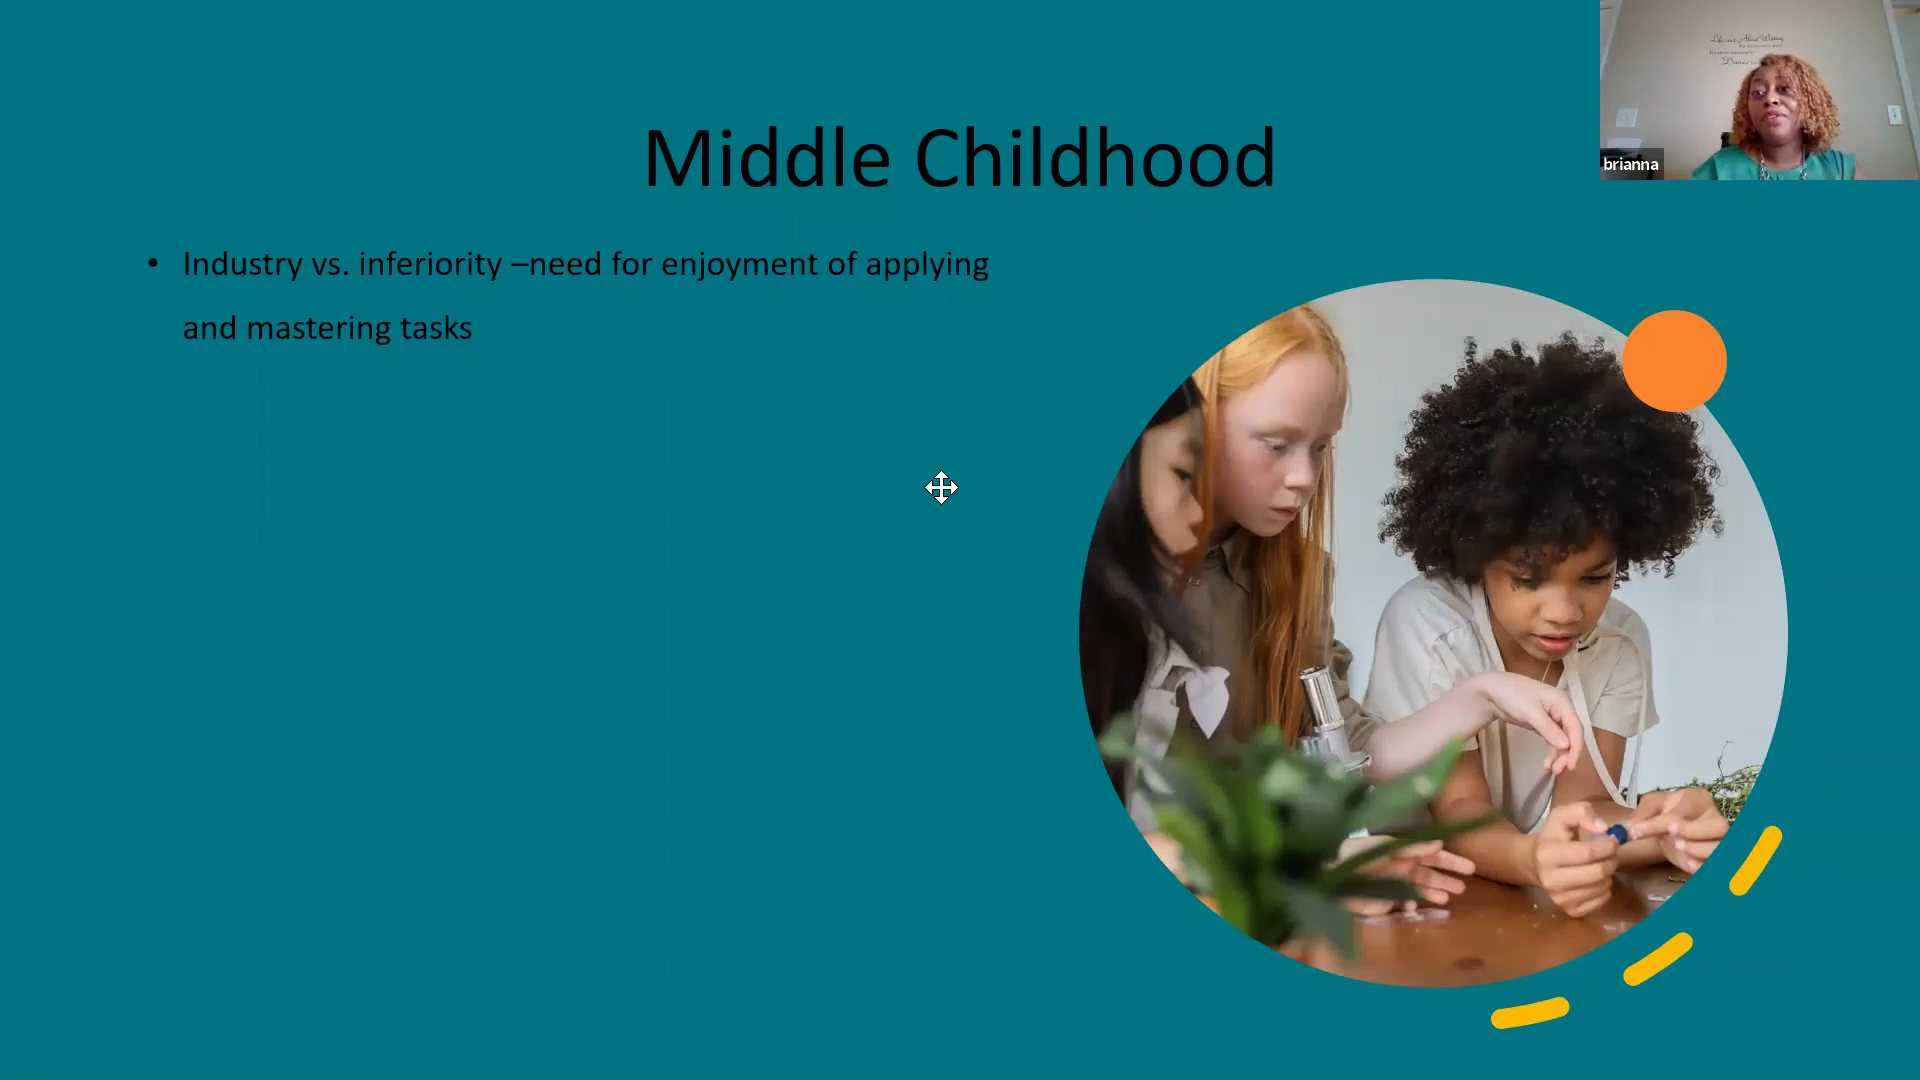 Middle Childhood
• Industry vs. inferiority –need for enjoyment of applying
and mastering tasks
brianna